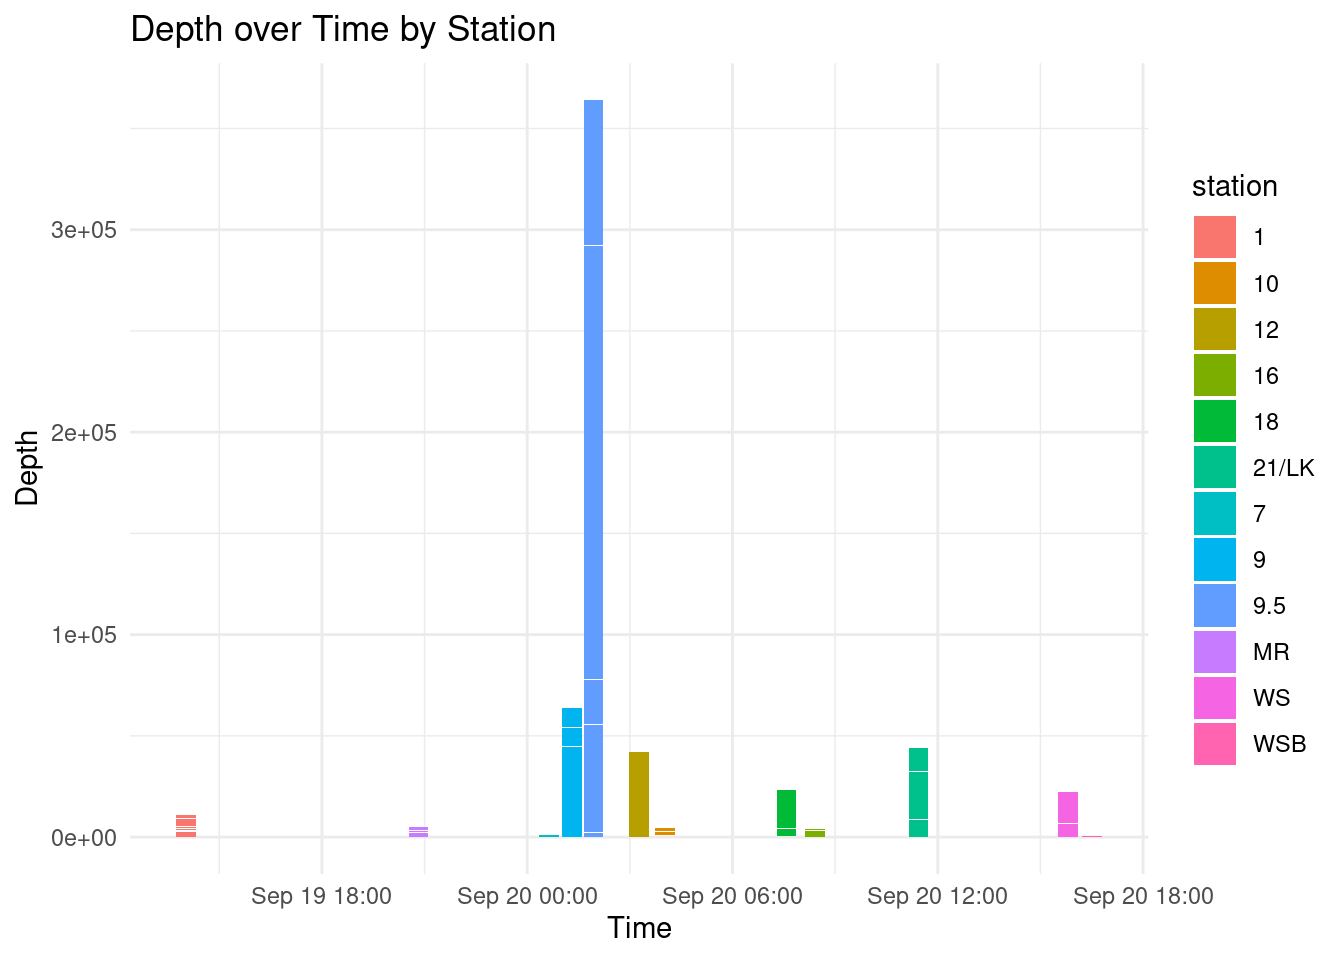 Depth over Time by Station
Depth
3e+05
2e+05
1e+05
0e+00
Sep 19 18:00
Sep 20 00:00
Sep 20 06:00
Sep 20 12:00
Sep 20 18:00
Time
station
1
10
12
16
18
21/LK
7
9
9.5
MR
WS
WSB